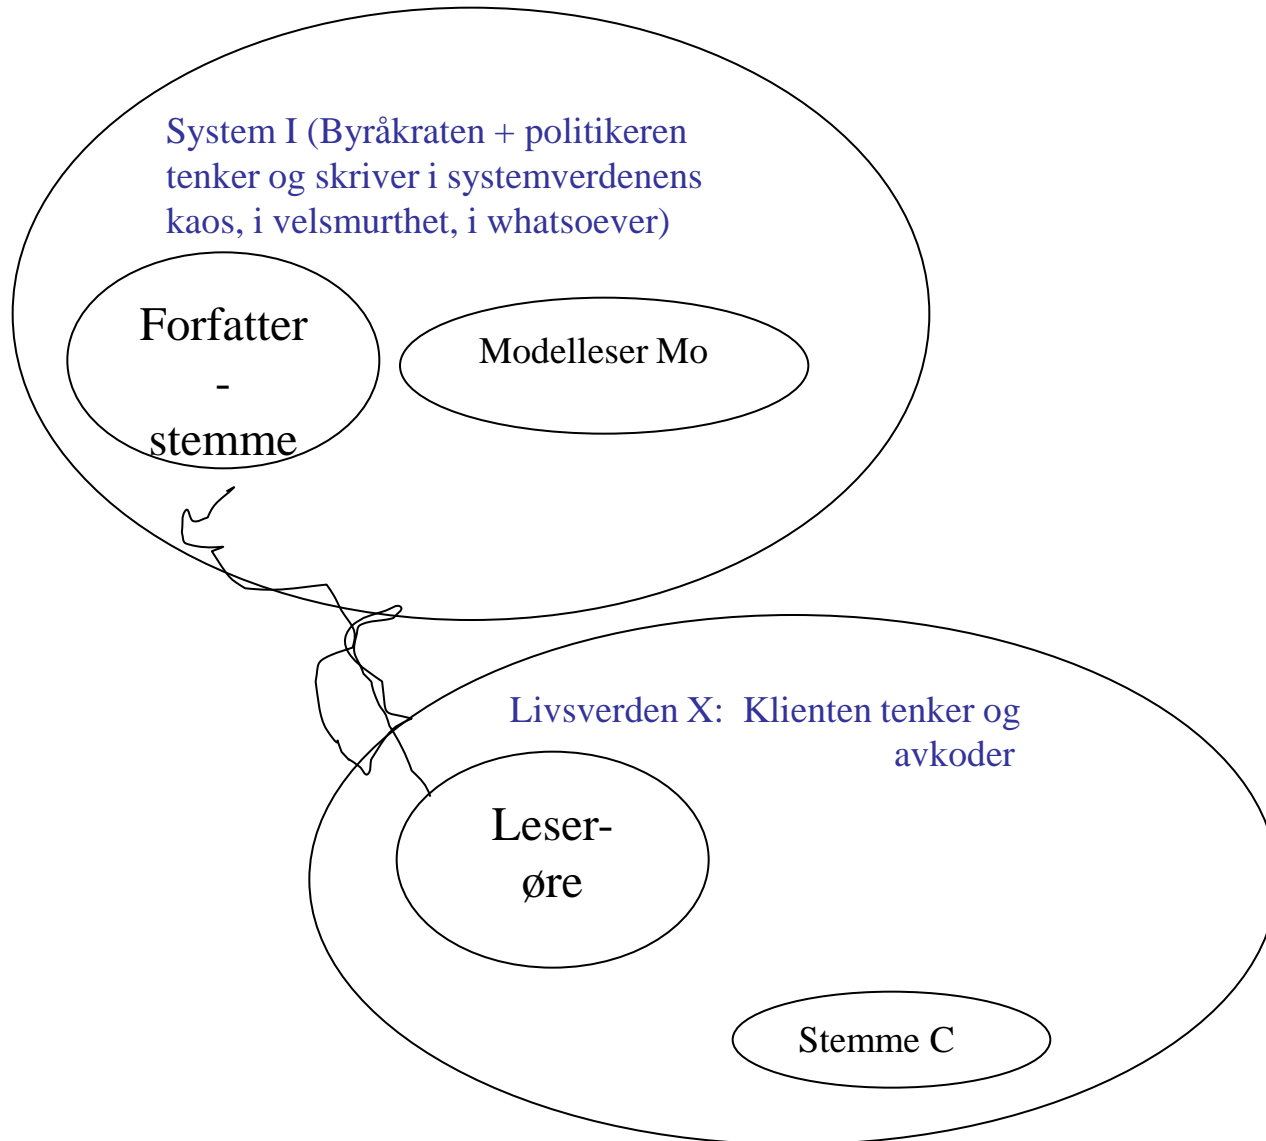 System I (Byråkraten + politikeren
tenker og skriver i systemverdenens
kaos, i velsmurthet, i whatsoever)
Forfatter
-
stemme
Modelleser Mo
Livsverden X: Klienten tenker og
avkoder
Leser-
øre
Stemme C